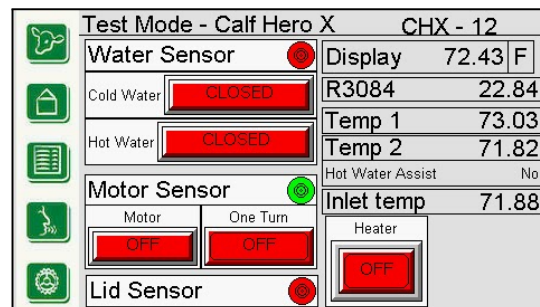 Test Mode - Calf Hero X CHX - 12
Water Sensor
Cold Water CLOSED
Hot Water CLOSED
Motor Sensor
Motor One Turn
OFF OFF
Lid Sensor
Display 72.43 F
R3084 22.84
Temp 1 73.03
Temp 2 71.82
Hot Water Assist No
Inlet temp 71.88
Heater
OFF